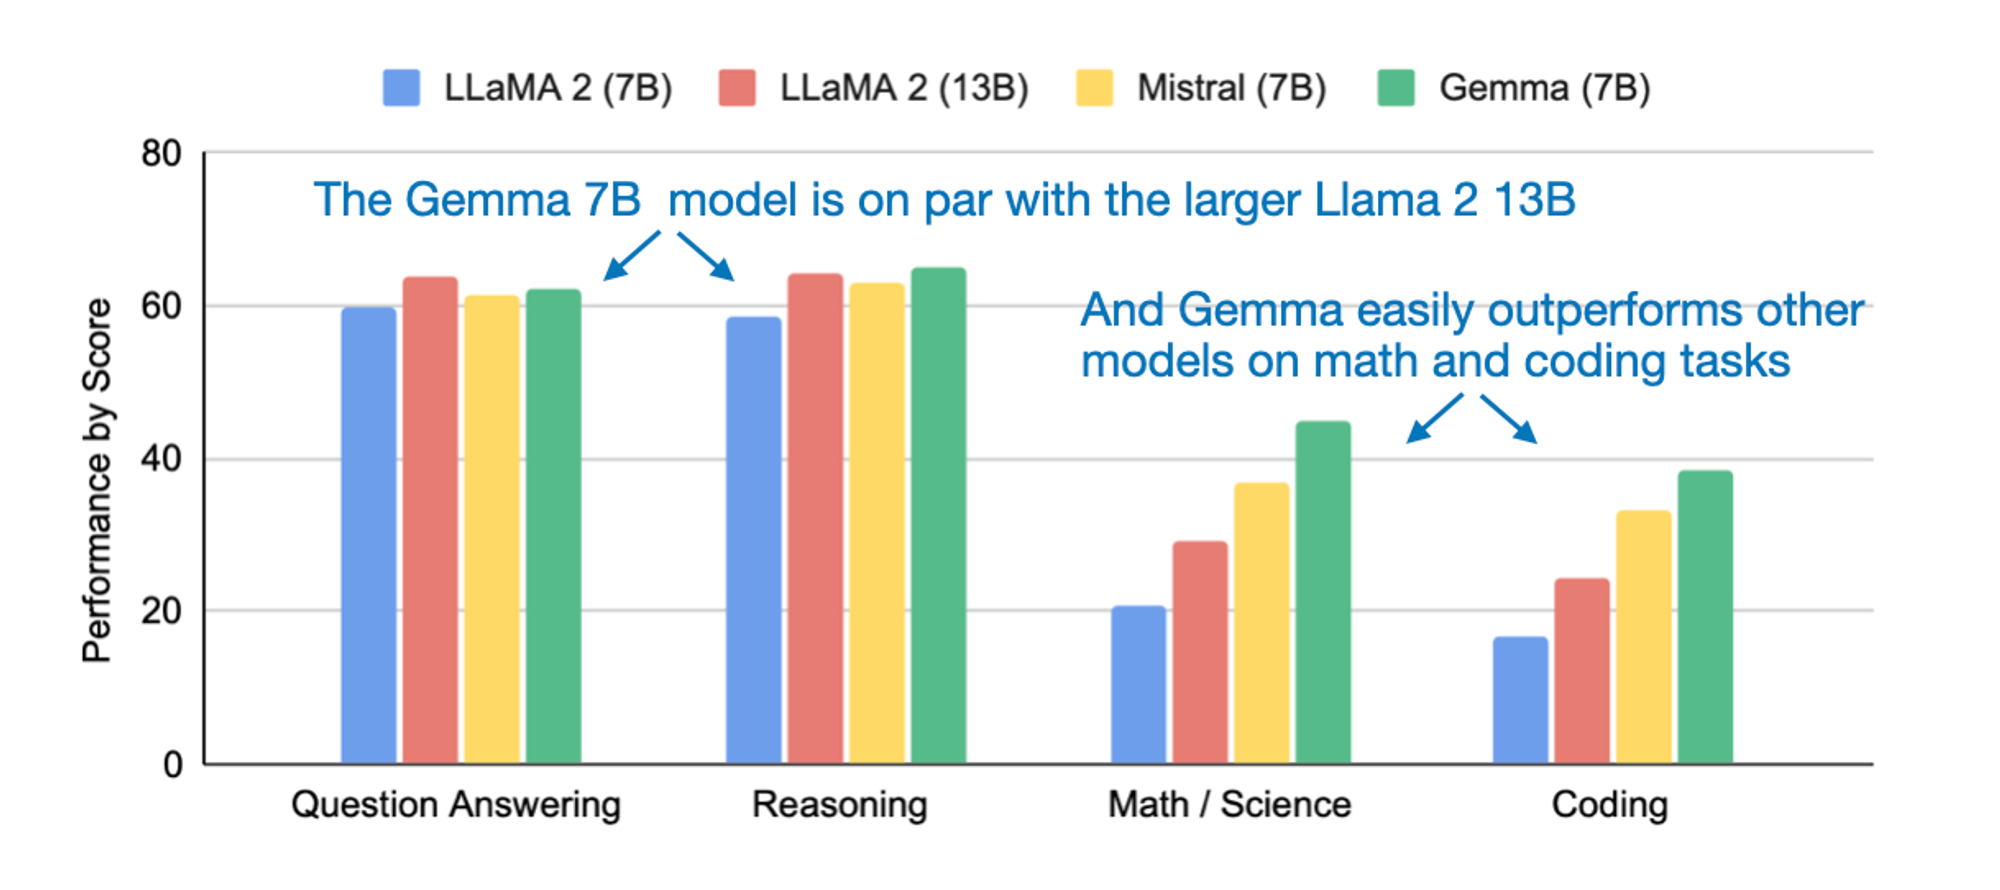 LLaMA 2 (7B) LLaMA 2 (13B) Mistral (7B) Gemma (7B)
80
The Gemma 7B model is on par with the larger Llama 2 13B
60
And Gemma easily outperforms other
models on math and coding tasks
40
20
0
Performance by Score
Question Answering Reasoning Math / Science Coding